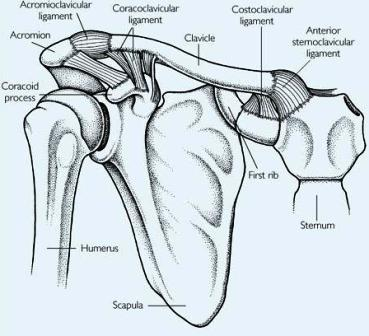 Acromioclavicular
ligament
Coracoclavicular
ligament
Costoclavicular
ligament
Acromion
Clavicle
Anterior
sternoclavicular
ligament
Coracoid
process
First rib
Sternum
Humerus
Scapula